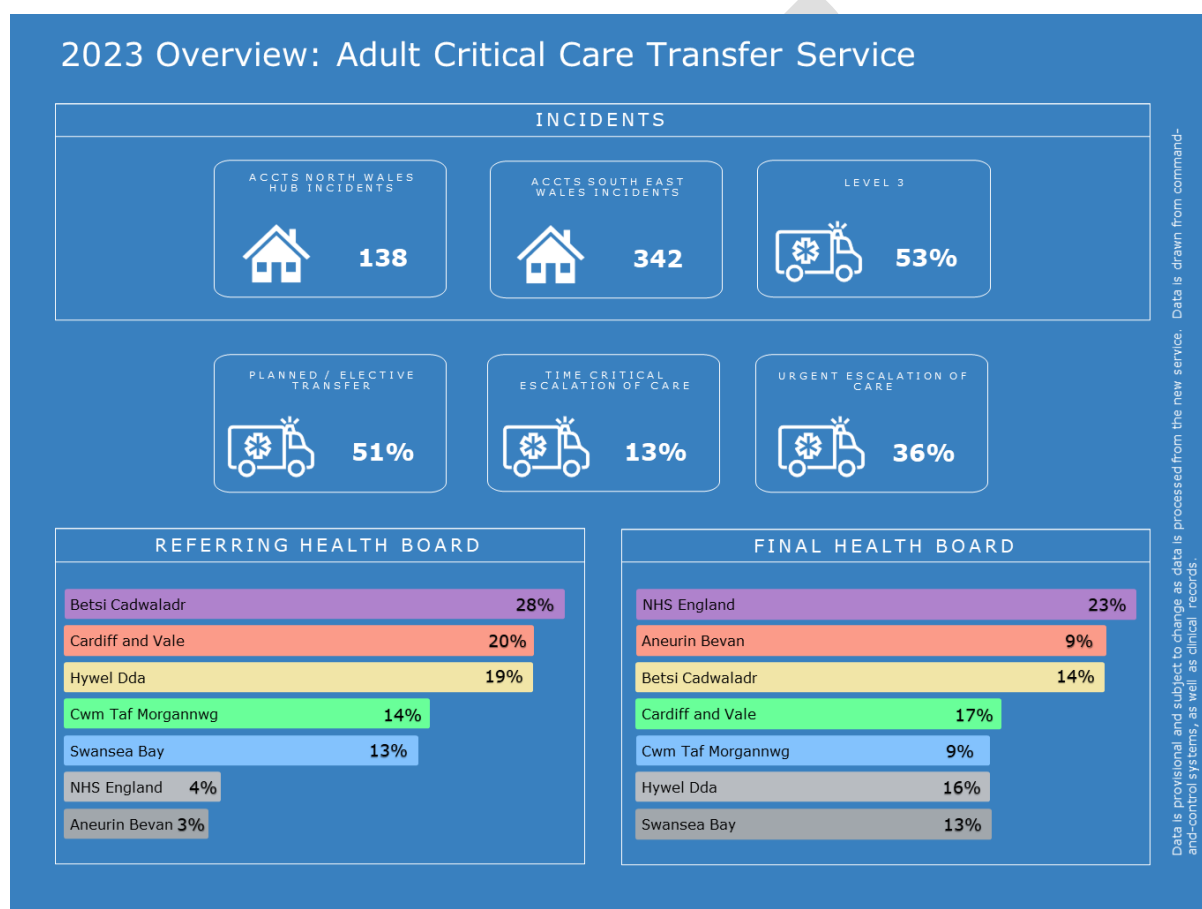 2023 Overview: Adult Critical Care Transfer Service
INCIDENTS
ACCTS NORTH WALES
HUB INCIDENTS
138
ACCTS SOUTH EAST
WALES INCIDENTS
342
LEVEL 3
53%
PLANNED / ELECTIVE
TRANSFER
51%
TIME CRITICAL
ESCALATION OF CARE
13%
URGENT ESCALATION OF
CARE
36%
REFERRING HEALTH BOARD
Betsi Cadwaladr 28%
Cardiff and Vale 20%
Hywel Dda 19%
Cwm Taf Morgannwg 14%
Swansea Bay 13%
NHS England 4%
Aneurin Bevan 3%
FINAL HEALTH BOARD
NHS England 23%
Aneurin Bevan 9%
Betsi Cadwaladr 14%
Cardiff and Vale 17%
Cwm Taf Morgannwg 9%
Hywel Dda 16%
Swansea Bay 13%
Data is provisional and subject to change as data is processed from the new service. Data is drawn from command-
and-control systems, as well as clinical records.